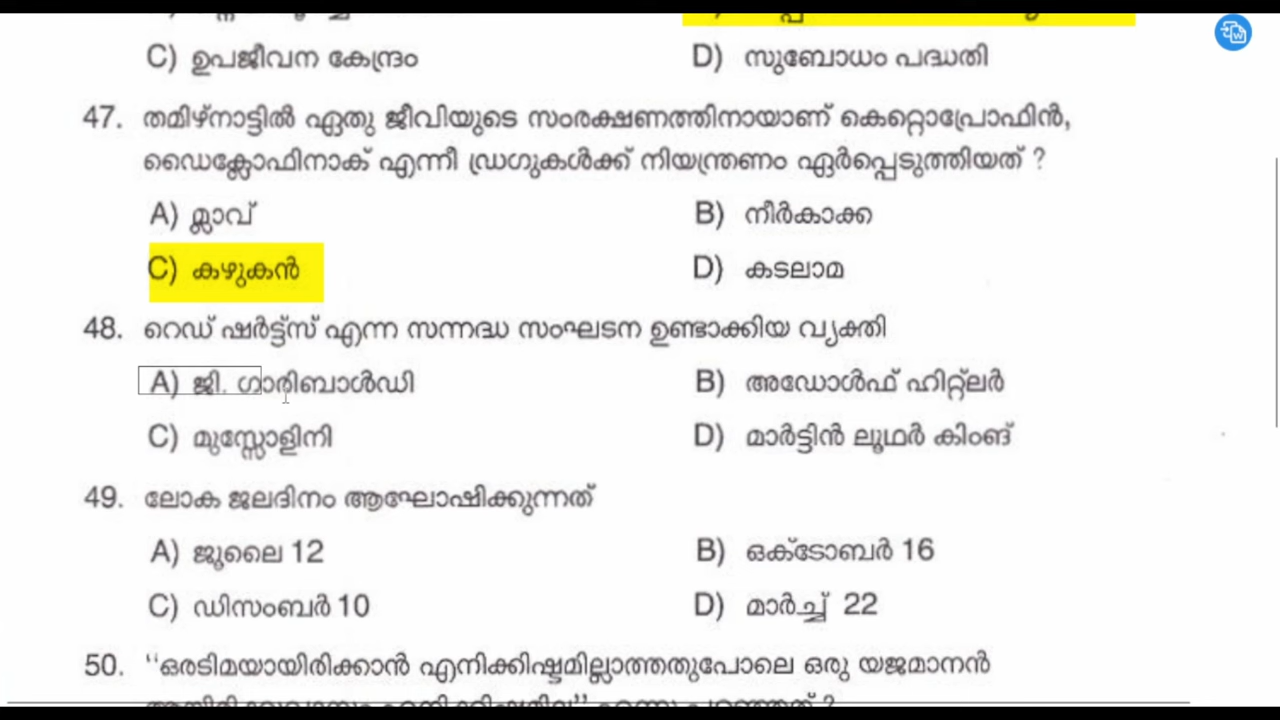 C) ഉപജീവന കേന്ദ്രം
D) സുബോധം പദ്ധതി
47. തമിഴ്നാട്ടിൽ ഏതു ജീവിയുടെ സംരക്ഷണത്തിനായാണ് കെറ്റൊപ്രോഫിൻ,
ഡൈക്ലോഫിനാക് എന്നീ ഡ്രഗുകൾക്ക് നിയന്ത്രണം ഏർപ്പെടുത്തിയത് ?
A) മ്ലാവ്
B) നീർകാക്ക
C) കഴുകൻ
D) കടലാമ
48. റെഡ് ഷർട്ട്സ് എന്ന സന്നദ്ധ സംഘടന ഉണ്ടാക്കിയ വ്യക്തി
A) ജി. ഗാരിബാൾഡി
B) അഡോൾഫ് ഹിറ്റ്ലർ
C) മുസ്സോളിനി
D) മാർട്ടിൻ ലൂഥർ കിംങ്
49. ലോക ജലദിനം ആഘോഷിക്കുന്നത്
A) ജൂലൈ 12
B) ഒക്ടോബർ 16
C) ഡിസംബർ 10
D) മാർച്ച് 22
50. "ഒരടിമയായിരിക്കാൻ എനിക്കിഷ്ടമില്ലാത്തതുപോലെ ഒരു യജമാനൻ